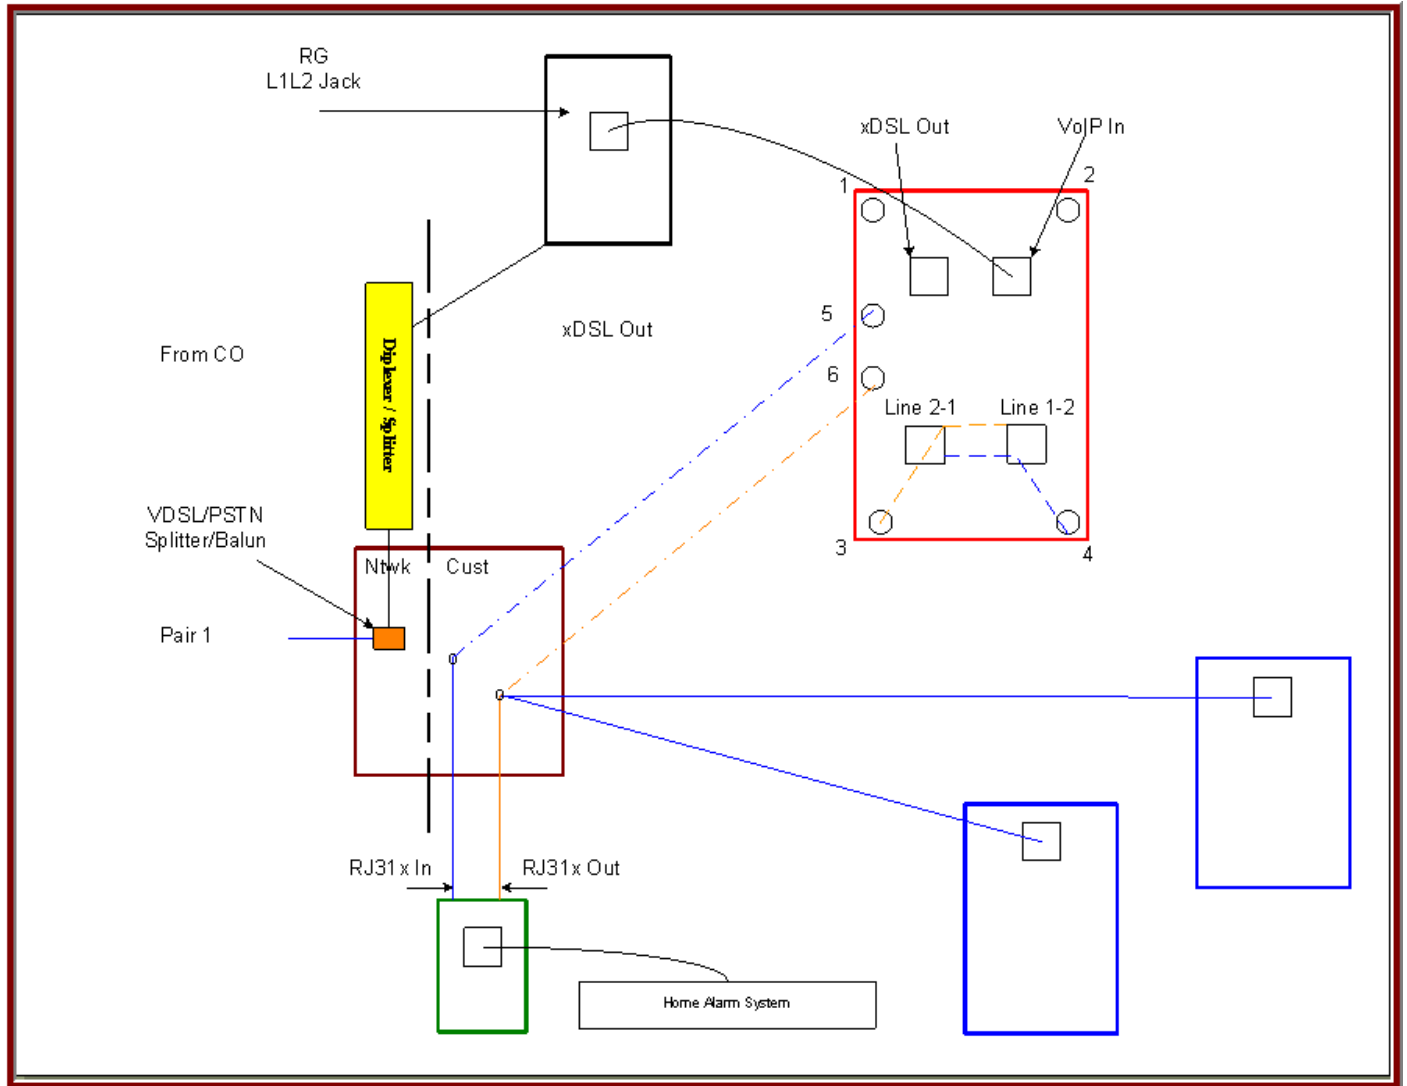 RG
L1L2 Jack
xDSL Out
VoIP In
1
2
xDSL Out
5
From CO
Diplexer / Splitter
6
Line 2-1
Line 1-2
VDSL/PSTN
Splitter/Balun
3
4
Ntwk
Cust
Pair 1
0
0
RJ31x In
RJ31x Out
Home Alarm System